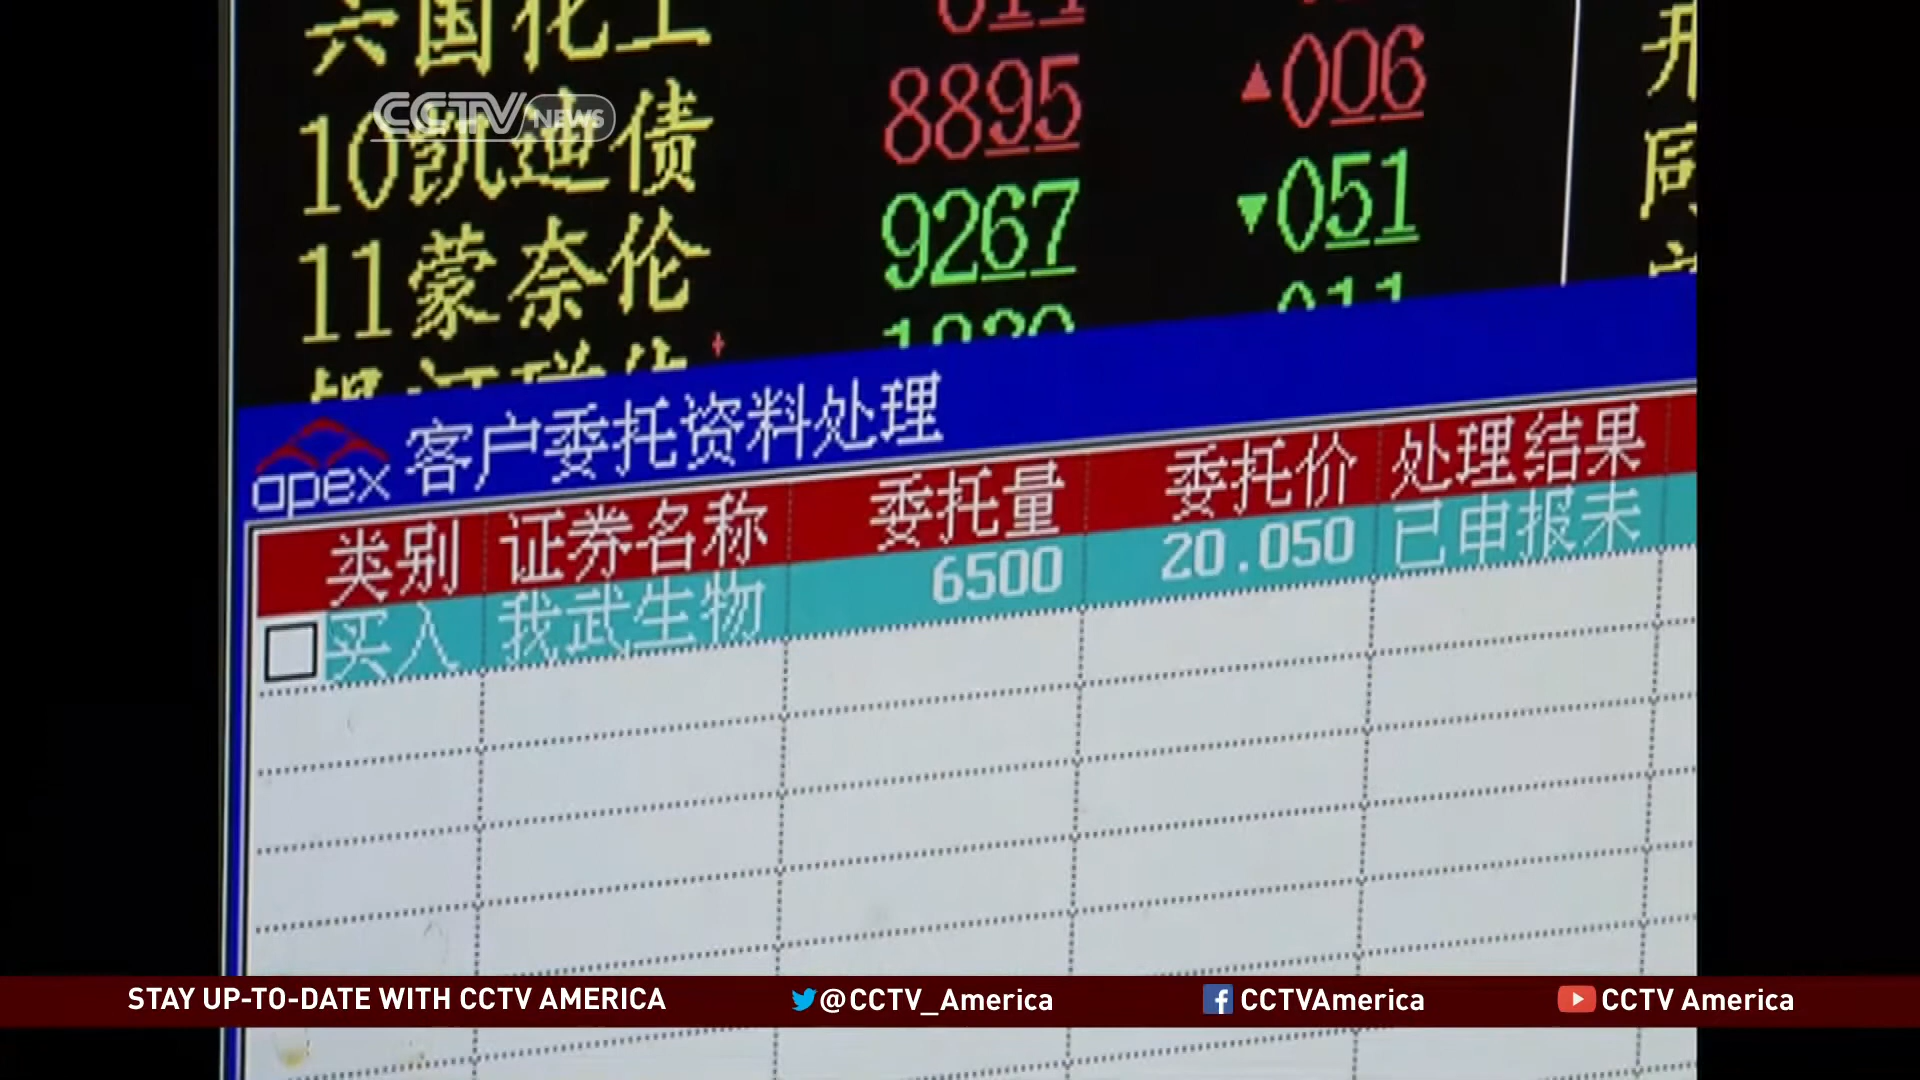 国化工
CCTV NEWS
8895 ▲006
10凯迪债
9267 ▼051
11蒙奈伦
011
apex 客户委托资料处理
类别 证券名称 委托量 委托价 处理结果
买入 我武生物 6500 20.050 已申报未
STAY UP-TO-DATE WITH CCTV AMERICA @CCTV_America CCTVAmerica CCTV America